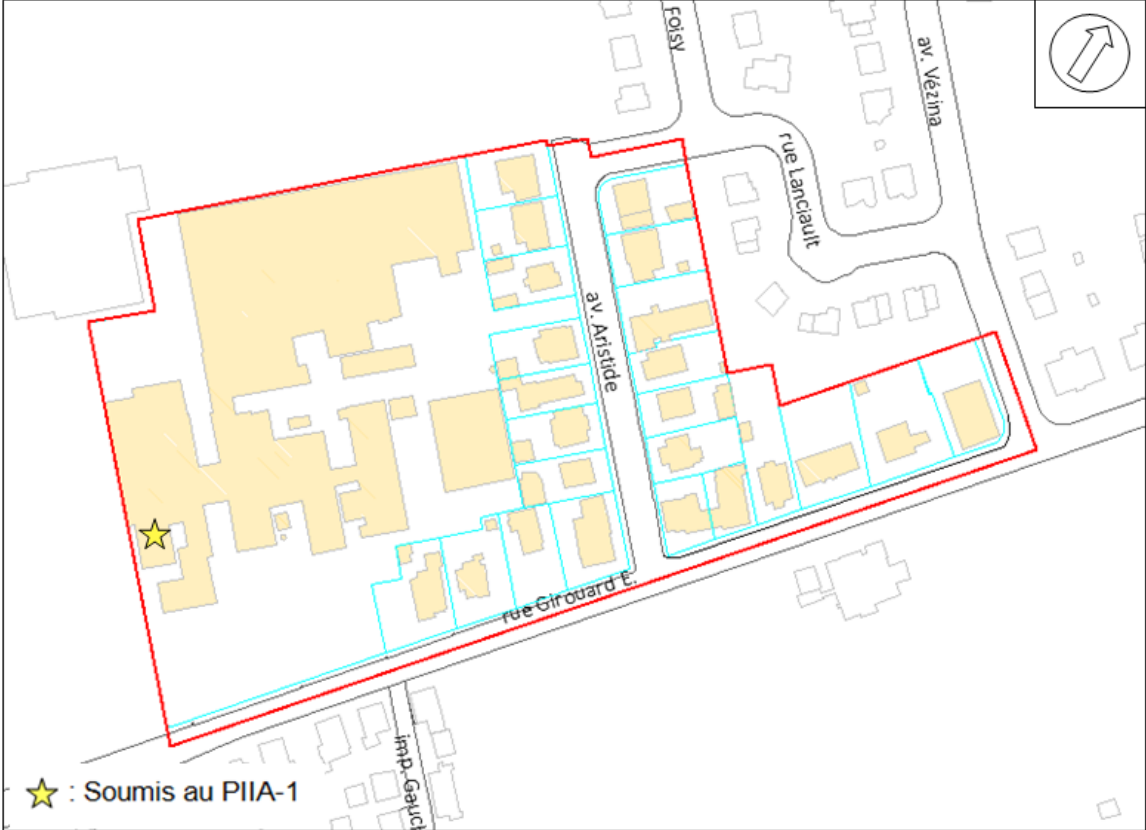 Foisy
av. Vézina
rue Lanciault
av. Aristide
rue Girouard E.
imp. Gauch
: Soumis au PIIA-1